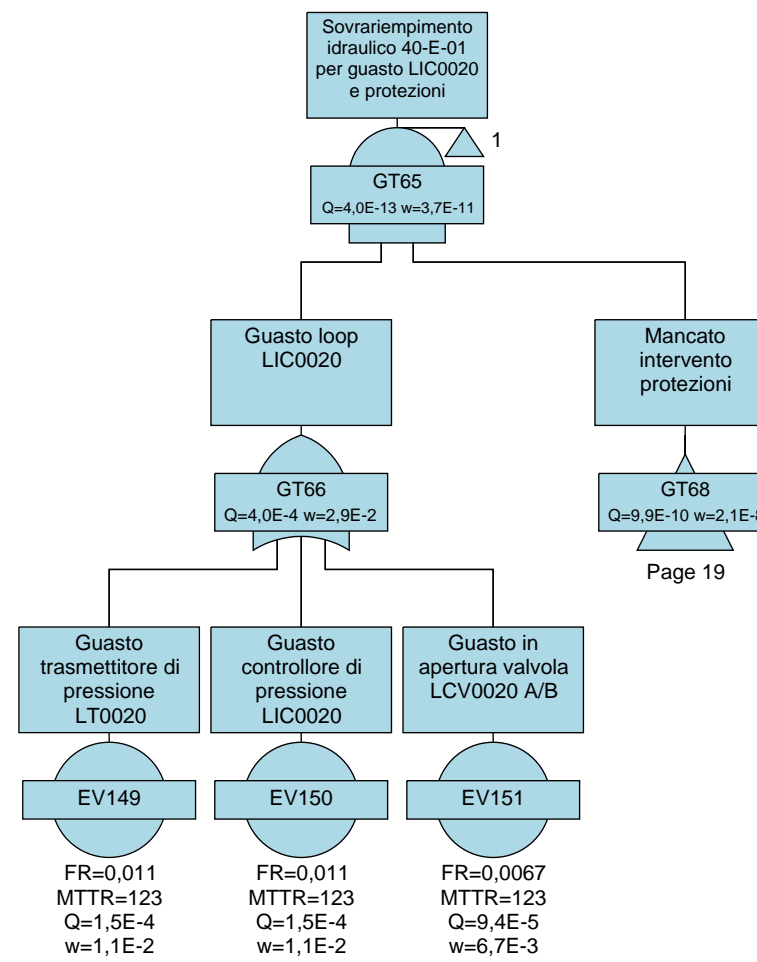 Sovrariempimento
idraulico 40-E-01
per guasto LIC0020
e protezioni
1
GT65
Q=4,0E-13 w=3,7E-11
Guasto loop
LIC0020
Mancato
intervento
protezioni
GT66
Q=4,0E-4 w=2,9E-2
GT68
Q=9,9E-10 w=2,1E-8
Page 19
Guasto
trasmettitore di
pressione
LT0020
Guasto
controllore di
pressione
LIC0020
Guasto in
apertura valvola
LCV0020 A/B
EV149
EV150
EV151
FR=0,011
MTTR=123
Q=1,5E-4
w=1,1E-2
FR=0,011
MTTR=123
Q=1,5E-4
w=1,1E-2
FR=0,0067
MTTR=123
Q=9,4E-5
w=6,7E-3